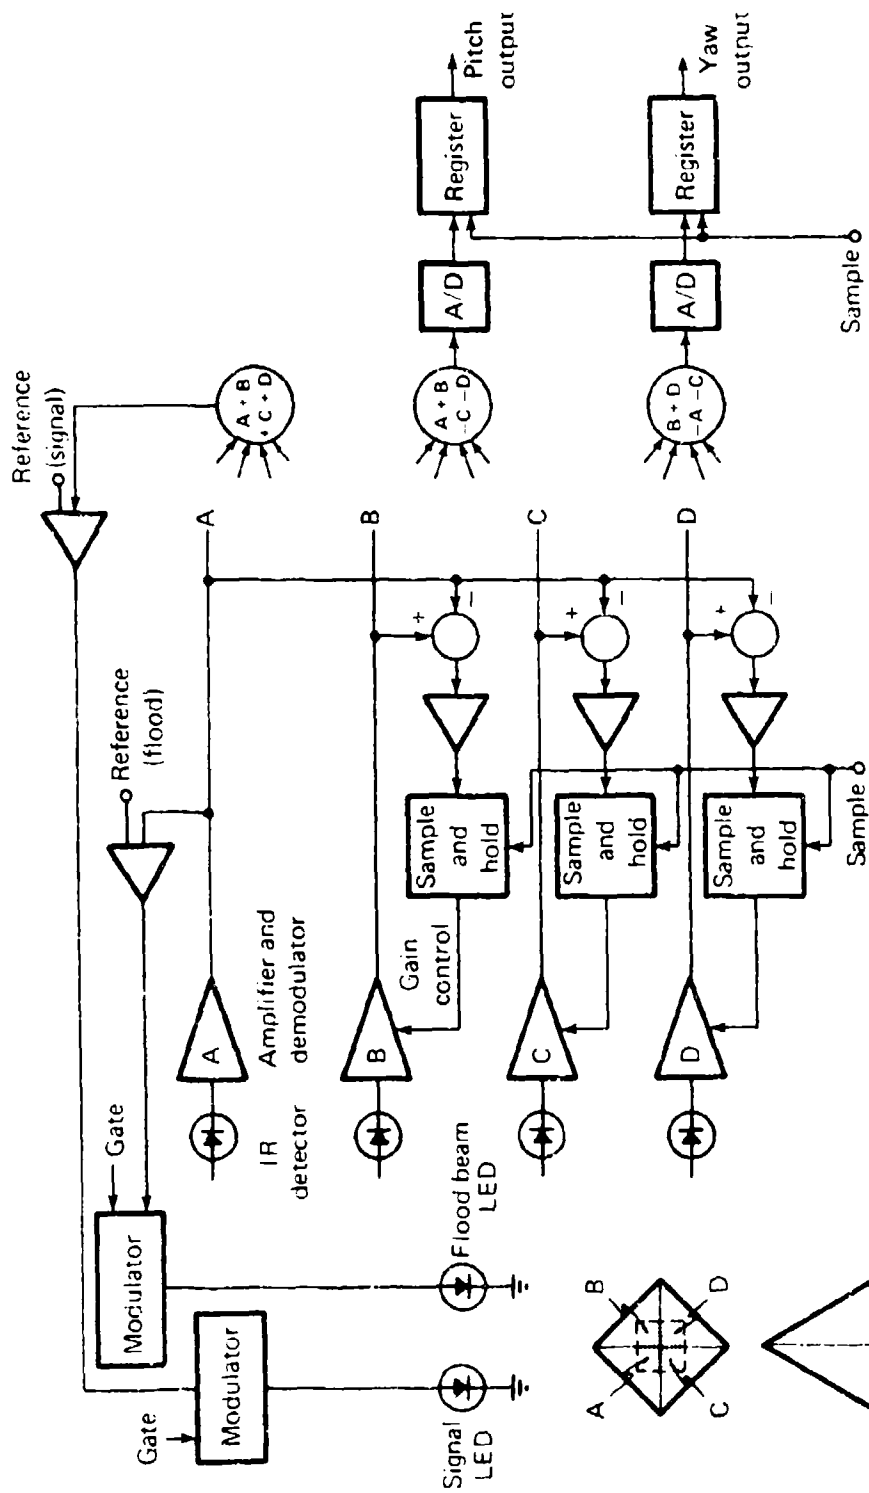 Gate
Modulator
Signal
LED
Modulator
Gate
Flood beam
LED
IR
detector
Amplifier and
demodulator
A
B
C
D
Gain
control
Reference
(flood)
Reference
(signal)
Sample
and
hold
Sample
and
hold
Sample
and
hold
Sample
+
−
+
−
+
−
A
B
C
D
A + B
+ C + D
A + B
−C −D
B + D
−A −C
A/D
A/D
Register
Register
Pitch
output
Yaw
output
Sample
A
B
C
D